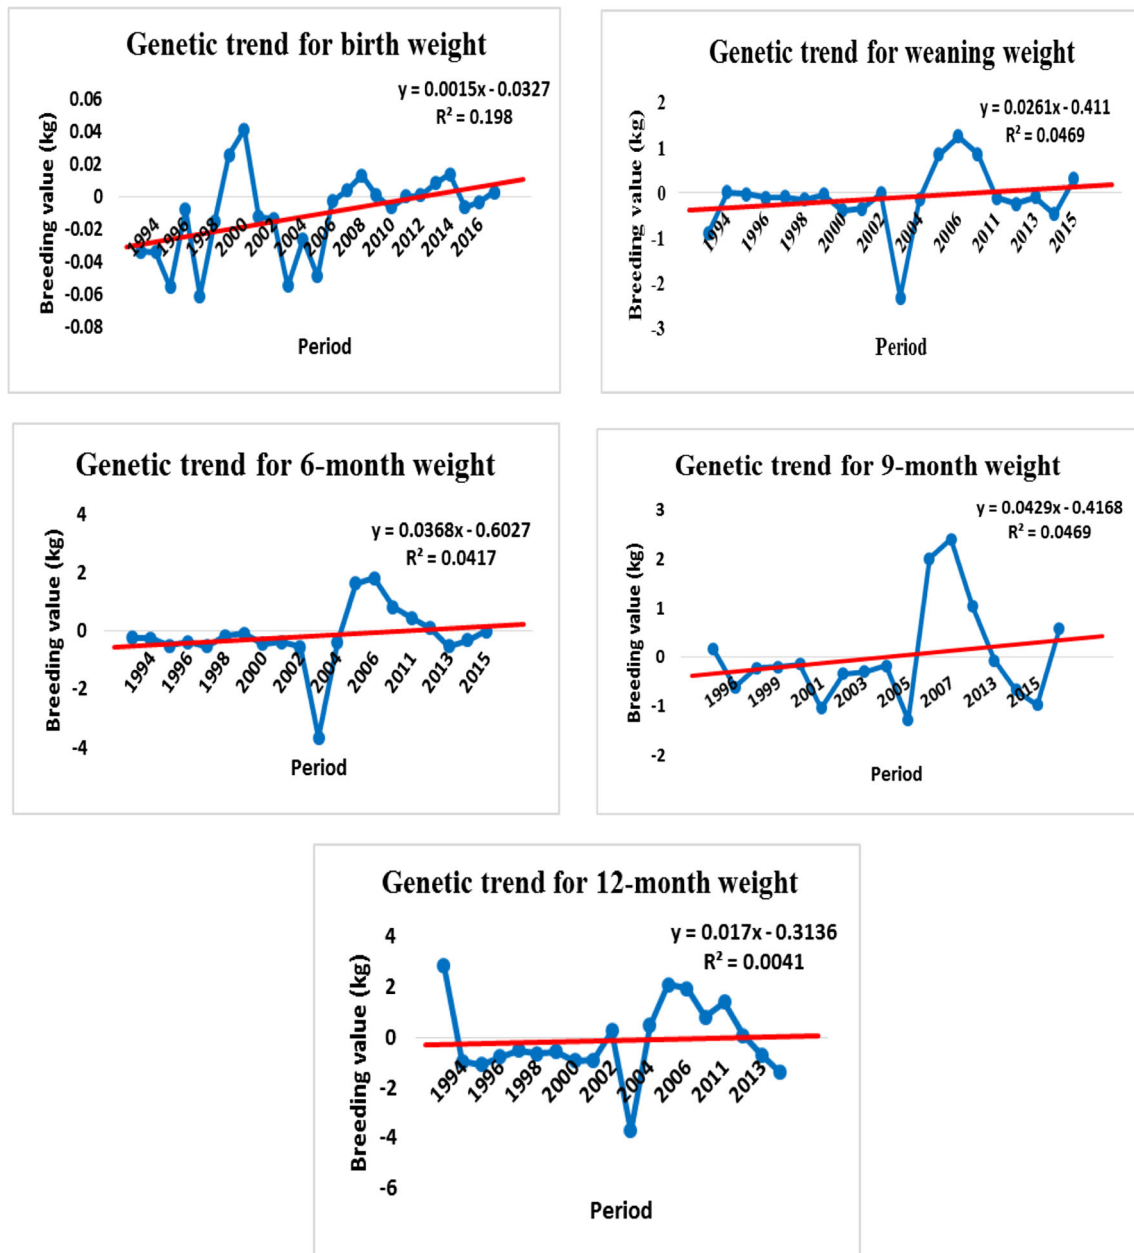 Genetic trend for birth weight
y = 0.0015x - 0.0327
R² = 0.198
0.06
0.04
0.02
0
-0.02
-0.04
-0.06
-0.08
Breeding value (kg)
1994 1996 1998 2000 2002 2004 2006 2008 2010 2012 2014 2016
Period
Genetic trend for weaning weight
y = 0.0261x - 0.411
R² = 0.0469
2
1
0
-1
-2
-3
Breeding value (kg)
1994 1996 1998 2000 2002 2004 2006 2011 2013 2015
Period
Genetic trend for 6-month weight
y = 0.0368x - 0.6027
R² = 0.0417
4
2
0
-2
-4
Breeding value (kg)
1994 1996 1998 2000 2002 2004 2006 2011 2013 2015
Period
Genetic trend for 9-month weight
y = 0.0429x - 0.4168
R² = 0.0469
3
2
1
0
-1
-2
Breeding value (kg)
1996 1999 2001 2003 2005 2007 2013 2015
Period
Genetic trend for 12-month weight
y = 0.017x - 0.3136
R² = 0.0041
4
2
0
-2
-4
-6
Breeding value (kg)
1994 1996 1998 2000 2002 2004 2006 2011 2013
Period